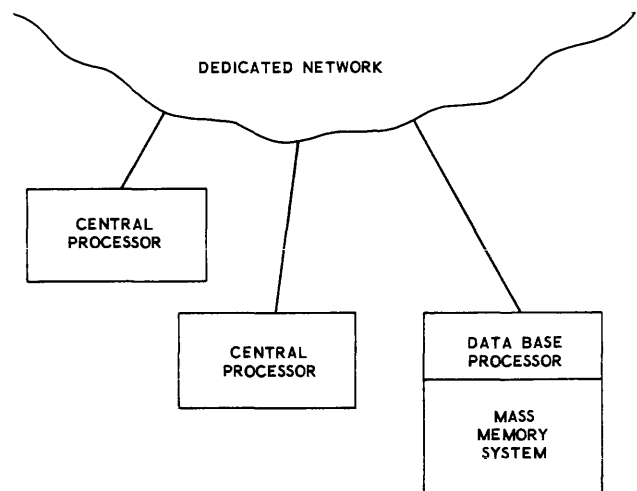 DEDICATED NETWORK
CENTRAL
PROCESSOR
CENTRAL
PROCESSOR
DATA BASE
PROCESSOR
MASS
MEMORY
SYSTEM